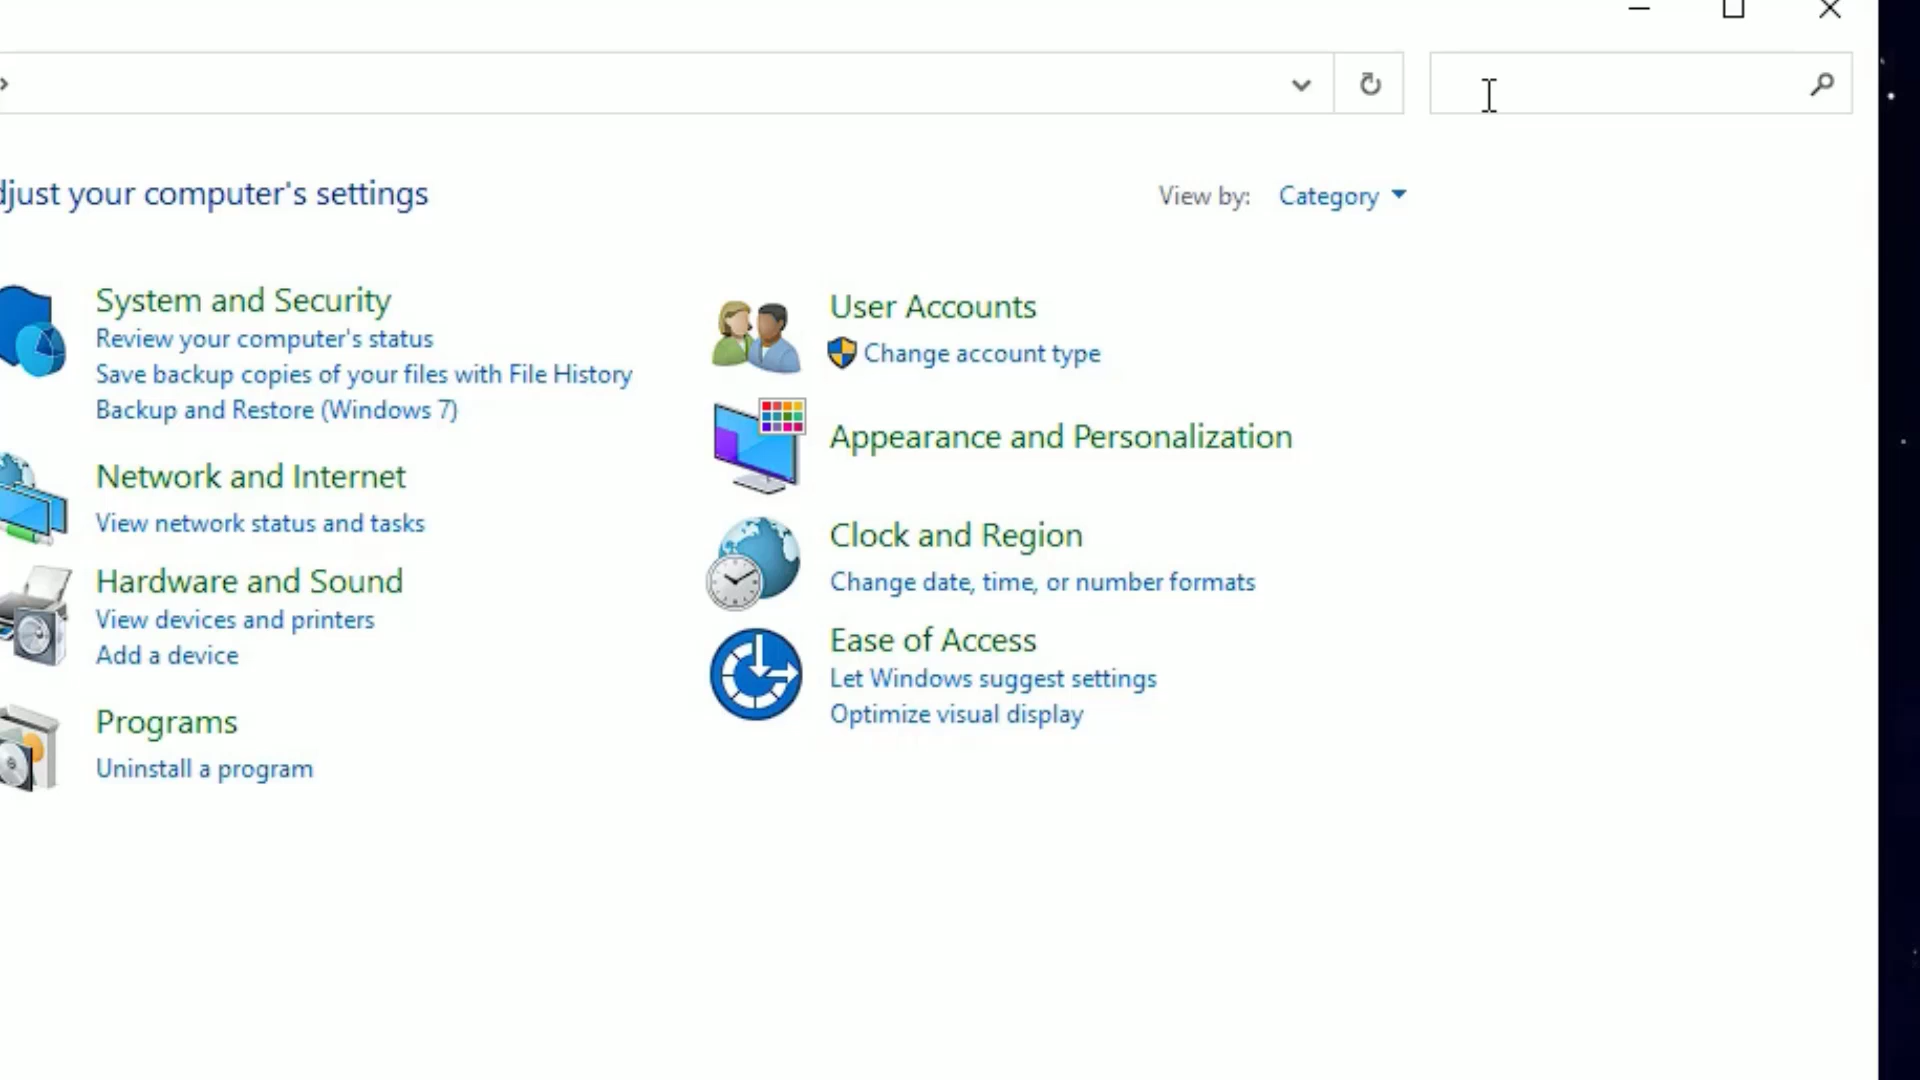 djust your computer's settings
View by: Category
System and Security
Review your computer's status
Save backup copies of your files with File History
Backup and Restore (Windows 7)
Network and Internet
View network status and tasks
Hardware and Sound
View devices and printers
Add a device
Programs
Uninstall a program
User Accounts
Change account type
Appearance and Personalization
Clock and Region
Change date, time, or number formats
Ease of Access
Let Windows suggest settings
Optimize visual display